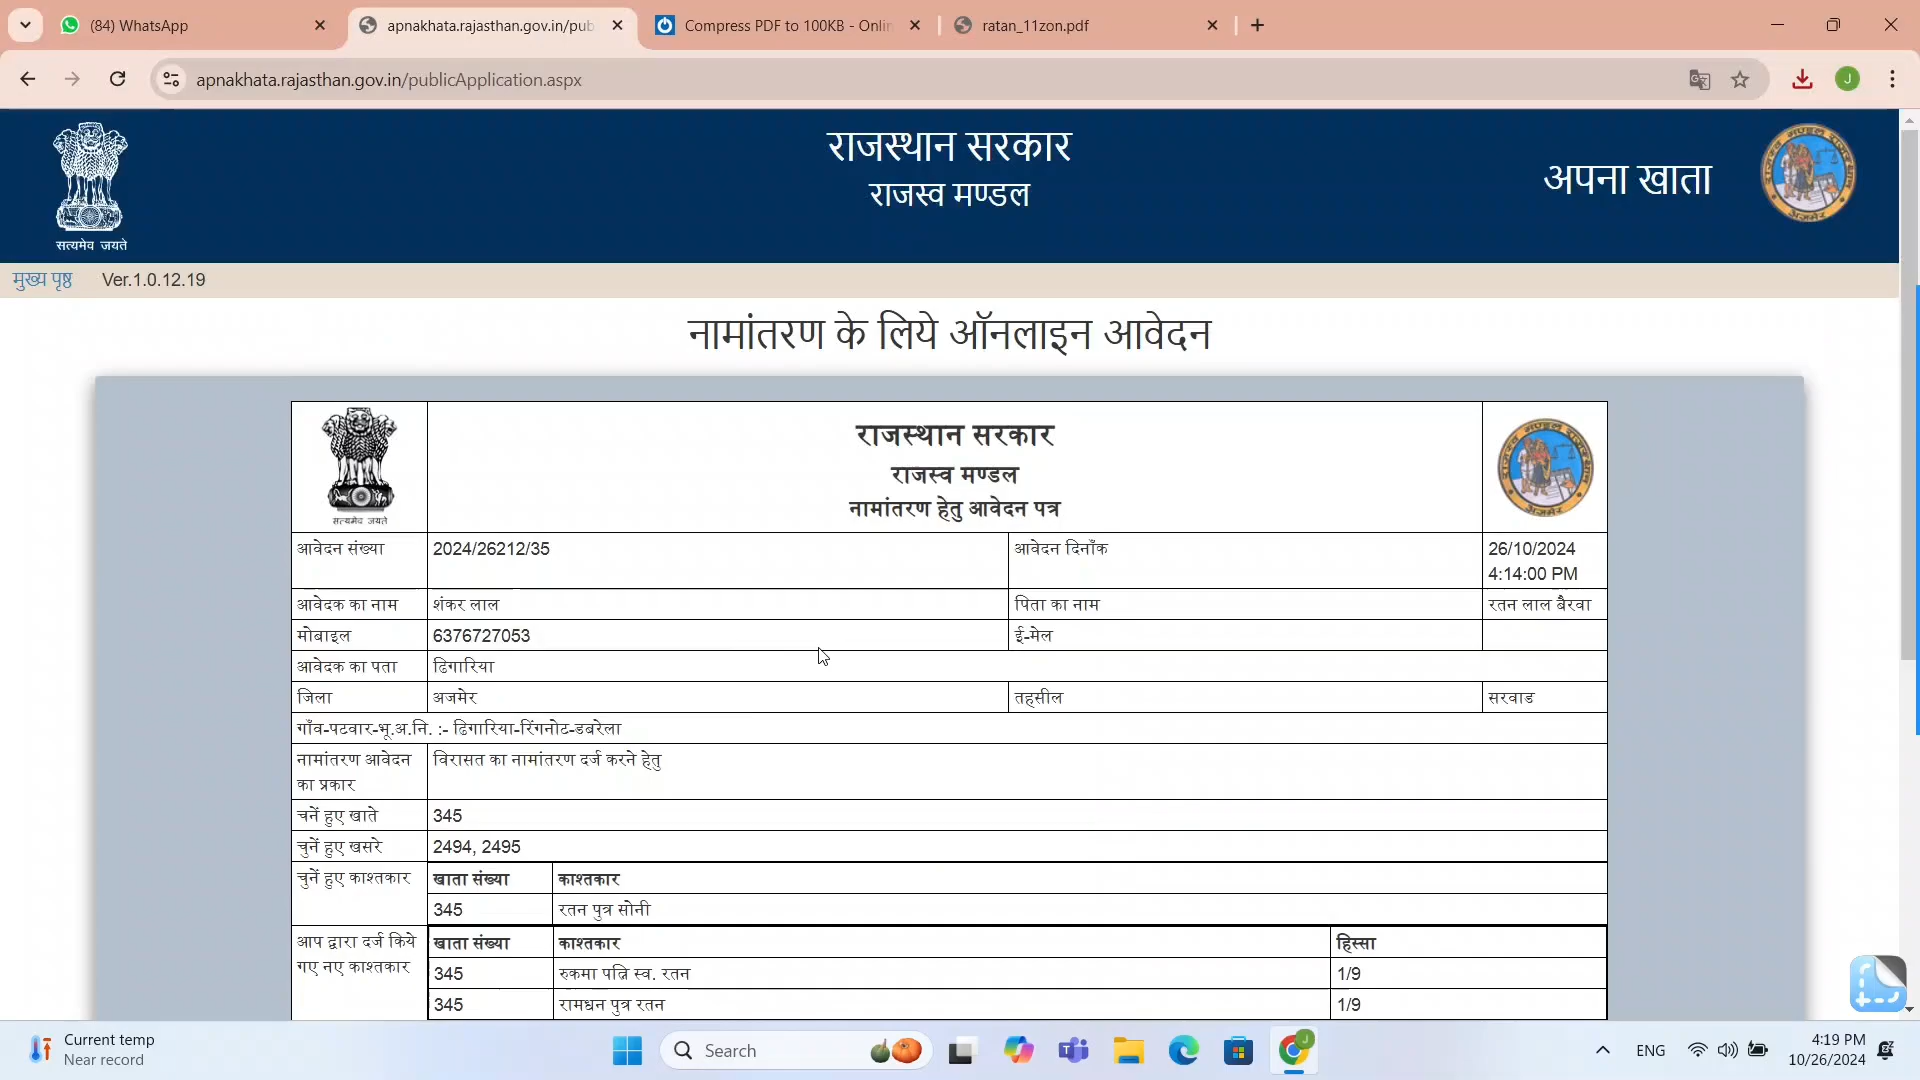 (84) WhatsApp
apnakhata.rajasthan.gov.in/pub
Compress PDF to 100KB - Onlin
ratan_11zon.pdf
apnakhata.rajasthan.gov.in/publicApplication.aspx
J
राजस्थान सरकार
राजस्व मण्डल
अपना खाता
सत्यमेव जयते
मुख्य पृष्ठ Ver.1.0.12.19
नामांतरण के लिये ऑनलाइन आवेदन
राजस्थान सरकार
राजस्व मण्डल
नामांतरण हेतु आवेदन पत्र
सत्यमेव जयते
आवेदन संख्या 2024/26212/35 आवेदन दिनाँक 26/10/2024
4:14:00 PM
आवेदक का नाम शंकर लाल पिता का नाम रतन लाल बैरवा
मोबाइल 6376727053 ई-मेल
आवेदक का पता ढिगारिया
जिला अजमेर तहसील सरवाड
गाँव-पटवार-भू.अ.नि. :- ढिगारिया-रिंगनोट-डबरेला
नामांतरण आवेदन विरासत का नामांतरण दर्ज करने हेतु
का प्रकार
चनें हुए खाते 345
चुनें हुए खसरे 2494, 2495
चुनें हुए काश्तकार खाता संख्या काश्तकार
345 रतन पुत्र सोनी
आप द्वारा दर्ज किये खाता संख्या काश्तकार हिस्सा
गए नए काश्तकार 345 रुकमा पत्नि स्व. रतन 1/9
345 रामधन पुत्र रतन 1/9
Current temp
Near record
Search
ENG
4:19 PM
10/26/2024